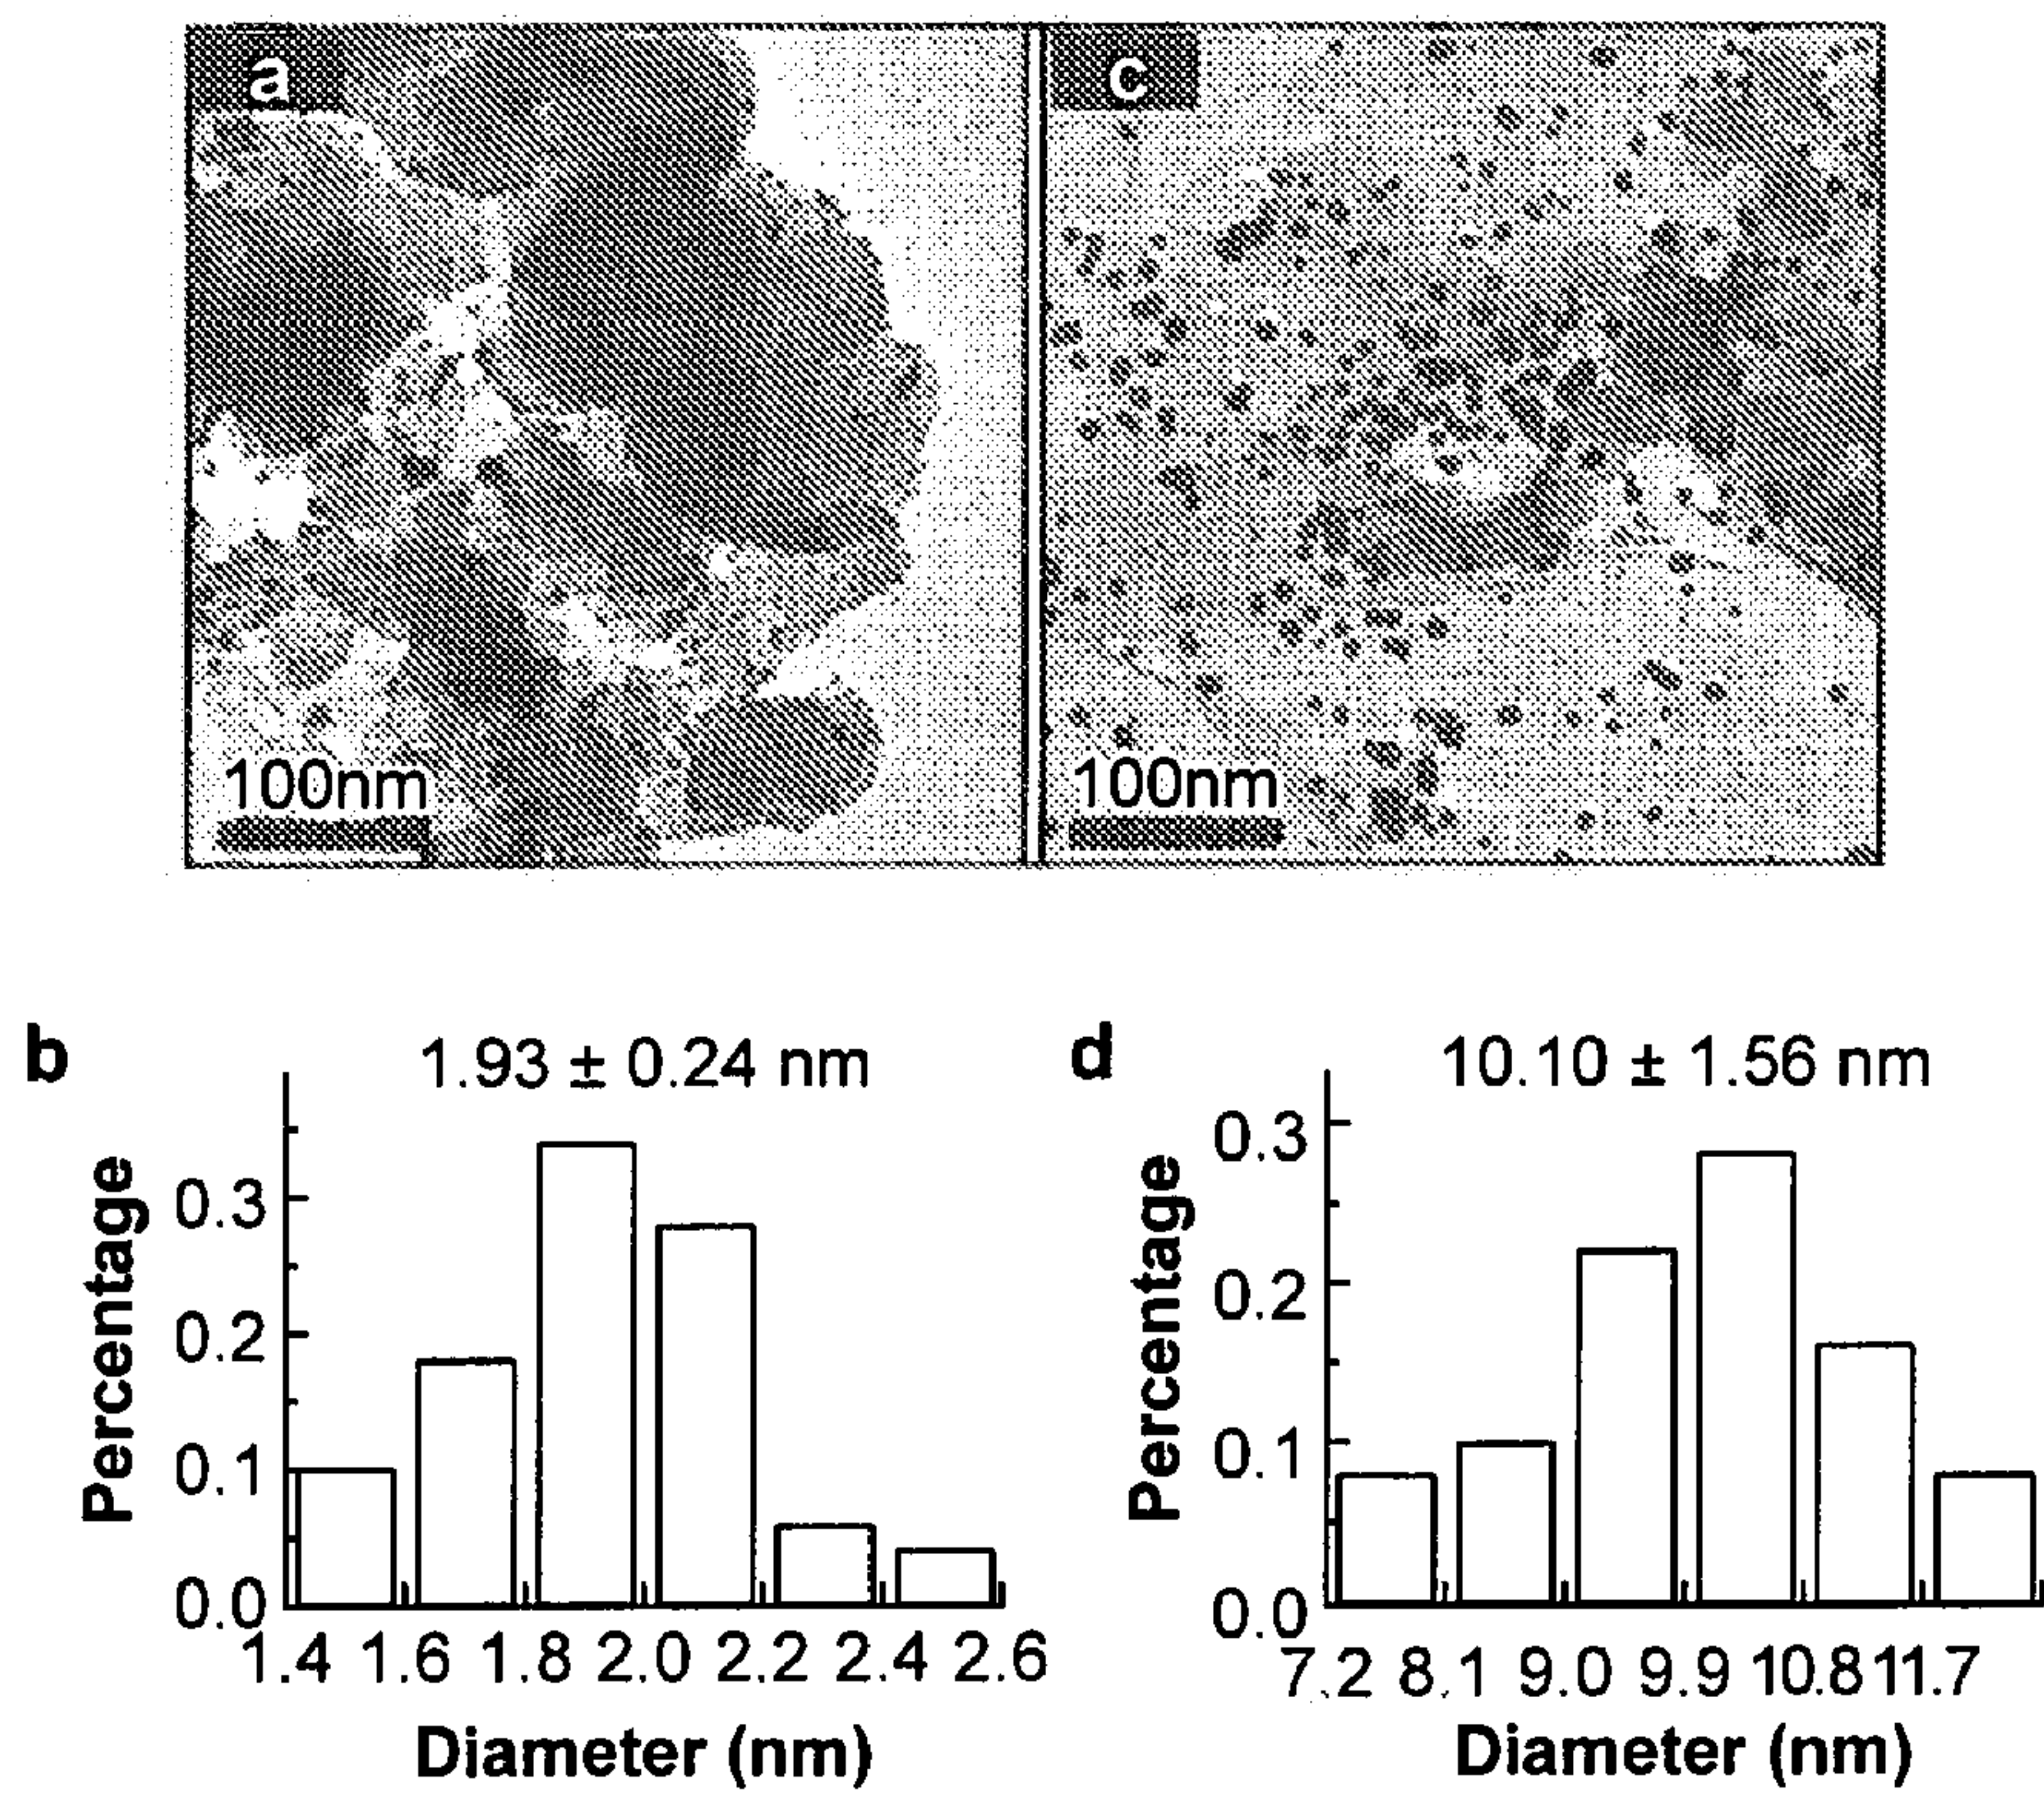 a
c
100nm
100nm
b
1.93 ± 0.24 nm
Percentage
0.3
0.2
0.1
0.0
1.4 1.6 1.8 2.0 2.2 2.4 2.6
Diameter (nm)
d
10.10 ± 1.56 nm
Percentage
0.3
0.2
0.1
0.0
7.2 8.1 9.0 9.9 10.8 11.7
Diameter (nm)